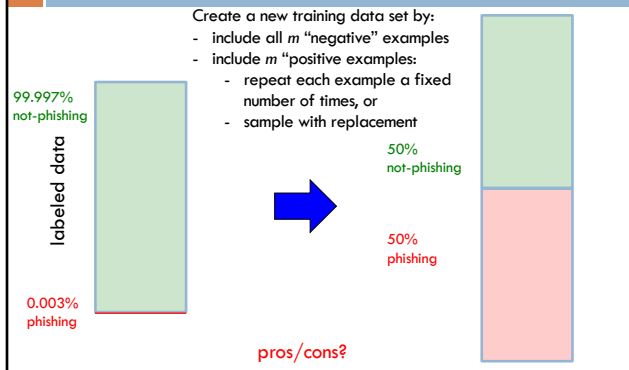 Create a new training data set by:
- include all m “negative” examples
- include m “positive examples:
- repeat each example a fixed
number of times, or
- sample with replacement
99.997%
not-phishing
labeled data
0.003%
phishing
50%
not-phishing
50%
phishing
pros/cons?